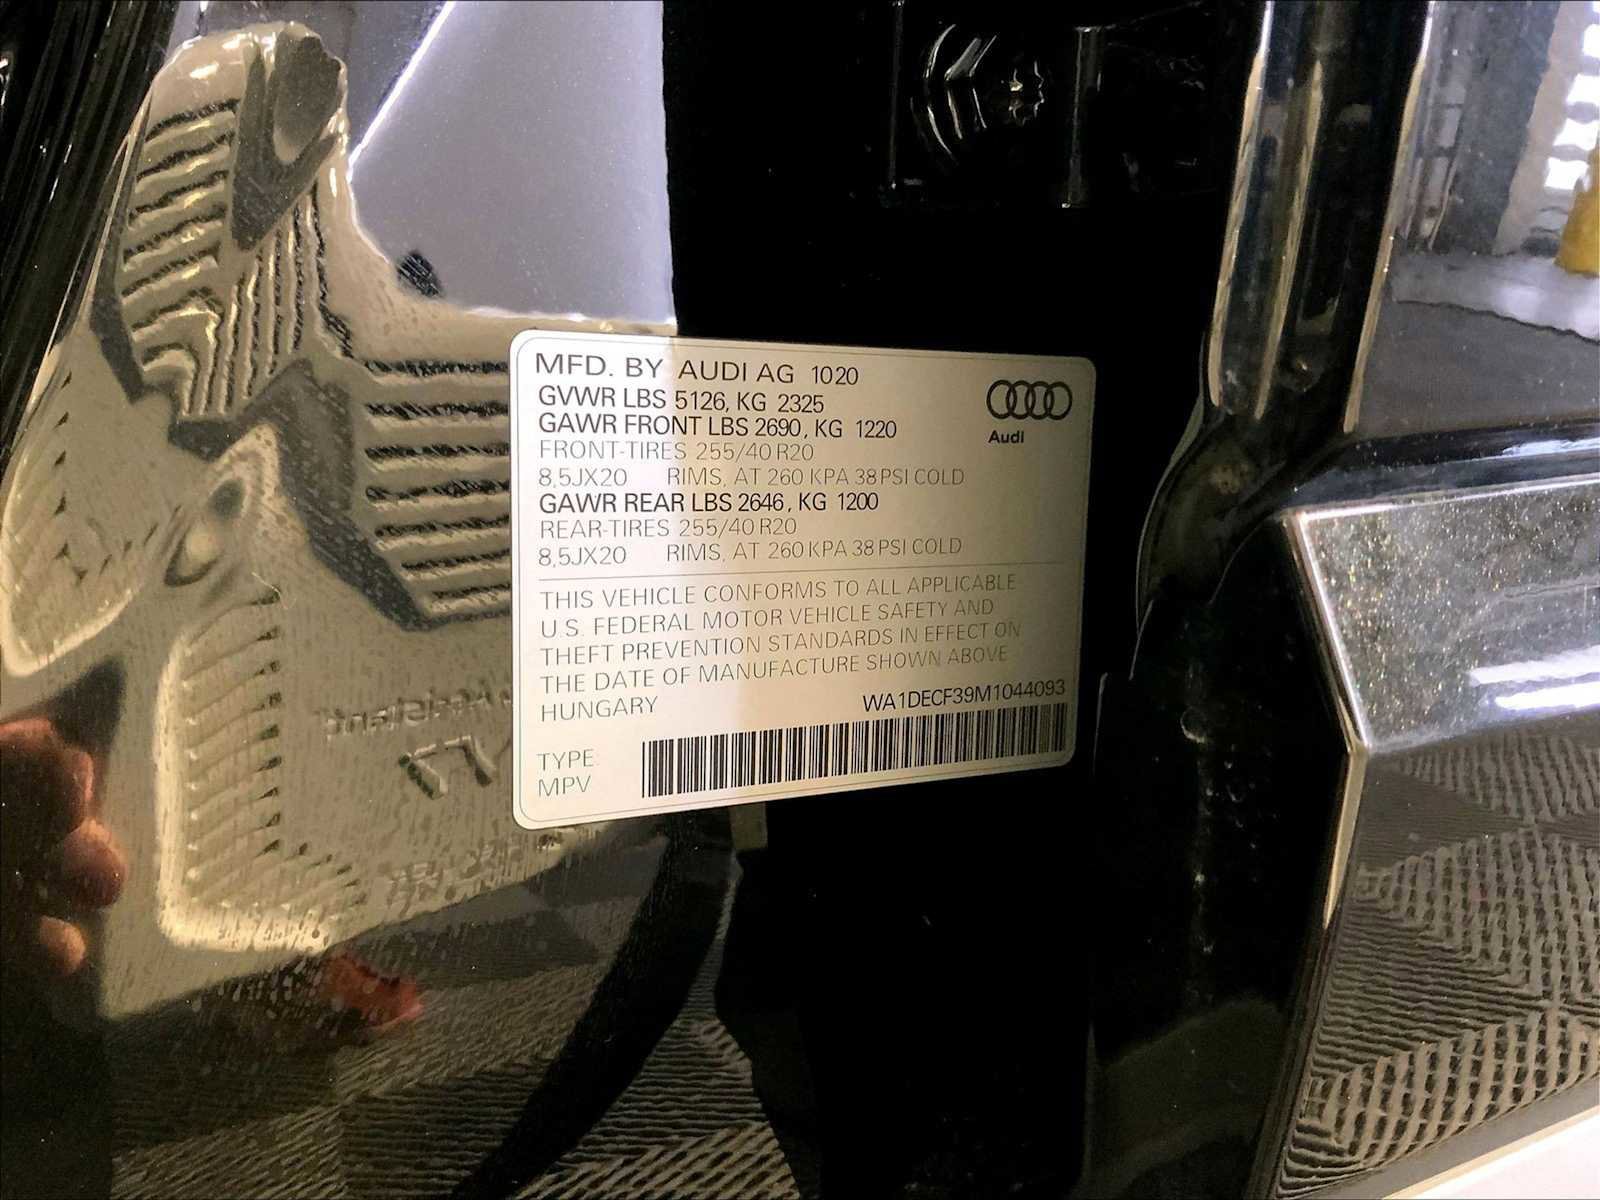 MFD. BY AUDI AG 1020
GVWR LBS 5126, KG 2325
GAWR FRONT LBS 2690, KG 1220
FRONT-TIRES 255/40 R20
8,5JX20 RIMS, AT 260 KPA 38 PSI COLD
GAWR REAR LBS 2646, KG 1200
REAR-TIRES 255/40 R20
8,5JX20 RIMS, AT 260 KPA 38 PSI COLD
Audi
THIS VEHICLE CONFORMS TO ALL APPLICABLE
U.S. FEDERAL MOTOR VEHICLE SAFETY AND
THEFT PREVENTION STANDARDS IN EFFECT ON
THE DATE OF MANUFACTURE SHOWN ABOVE
HUNGARY WA1DECF39M1044093
TYPE:
MPV